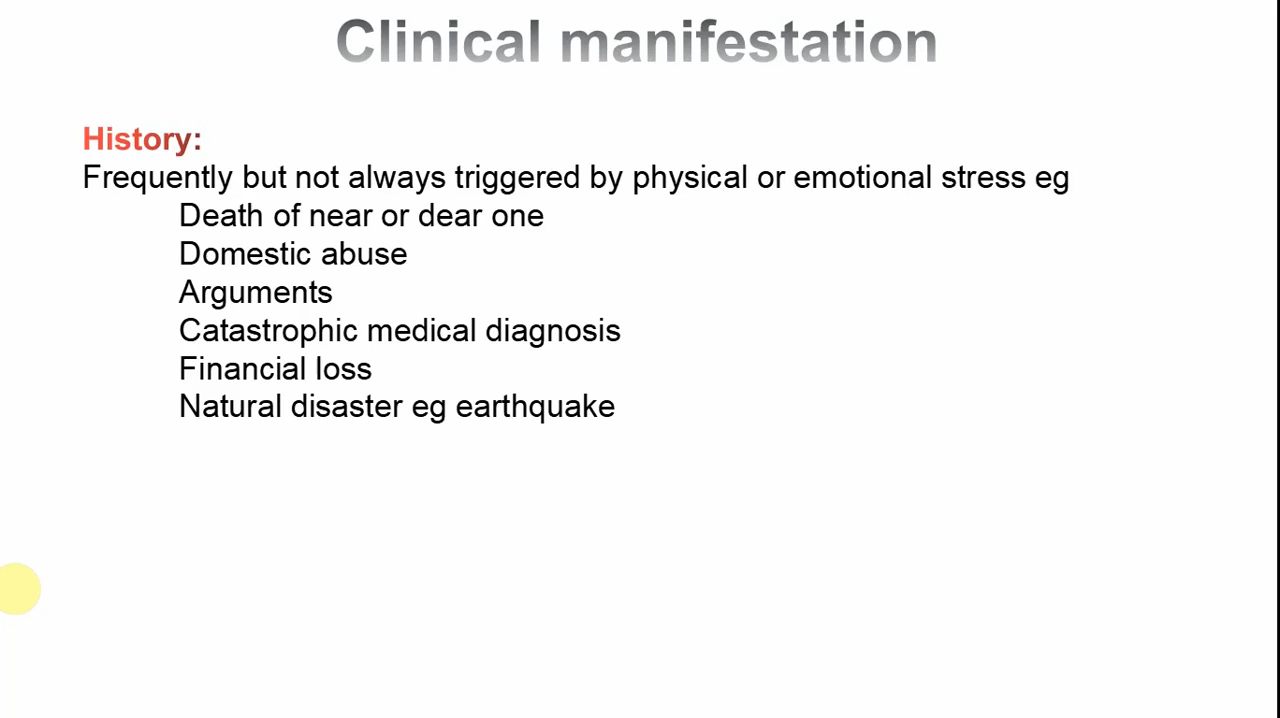 Clinical manifestation
History:
Frequently but not always triggered by physical or emotional stress eg
Death of near or dear one
Domestic abuse
Arguments
Catastrophic medical diagnosis
Financial loss
Natural disaster eg earthquake